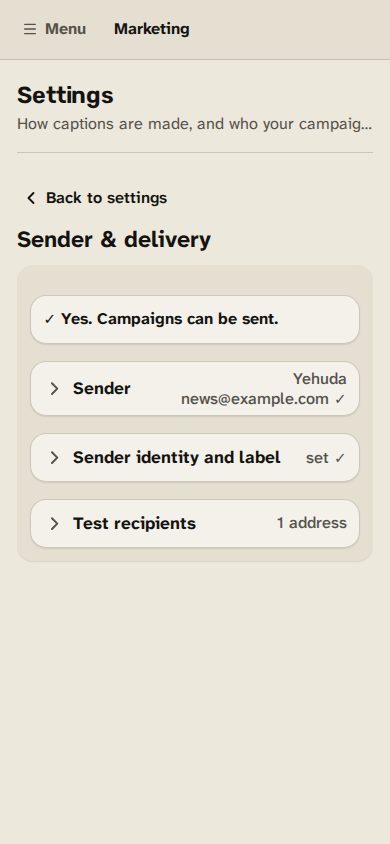 Menu Marketing
Settings
How captions are made, and who your campaig...
Back to settings
Sender & delivery
✓ Yes. Campaigns can be sent.
Sender
Yehuda
news@example.com ✓
Sender identity and label set ✓
Test recipients 1 address